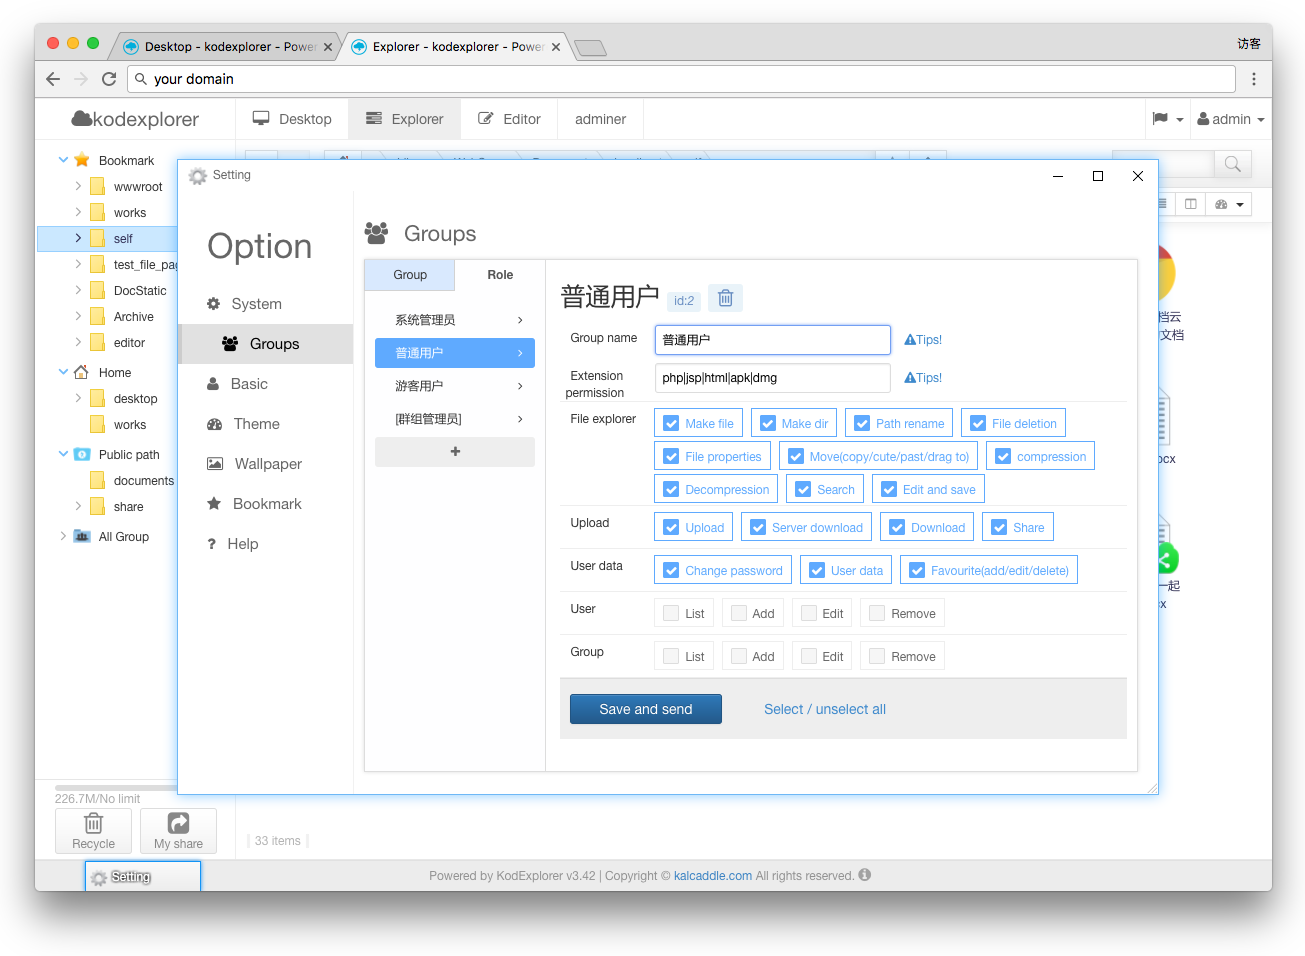 Desktop - kodexplorer - Power
Explorer - kodexplorer - Power
访客
your domain
kodexplorer
Desktop
Explorer
Editor
adminer
admin
Bookmark
wwwroot
works
self
test_file_pag
DocStatic
Archive
editor
Home
desktop
works
Public path
documents
share
All Group
226.7M/No limit
Recycle
My share
Setting
Option
System
Groups
Basic
Theme
Wallpaper
Bookmark
? Help
Groups
Group Role
系统管理员
普通用户
游客用户
[群组管理员]
+
普通用户 id:2
Group name 普通用户 Tips!
Extension permission php|jsp|html|apk|dmg Tips!
File explorer Make file Make dir Path rename File deletion
File properties Move(copy/cute/past/drag to) compression
Decompression Search Edit and save
Upload Upload Server download Download Share
User data Change password User data Favourite(add/edit/delete)
User List Add Edit Remove
Group List Add Edit Remove
Save and send Select / unselect all
档云
文档
ocx
一起
x
33 items
Setting
Powered by KodExplorer v3.42 | Copyright © kalcaddle.com All rights reserved.